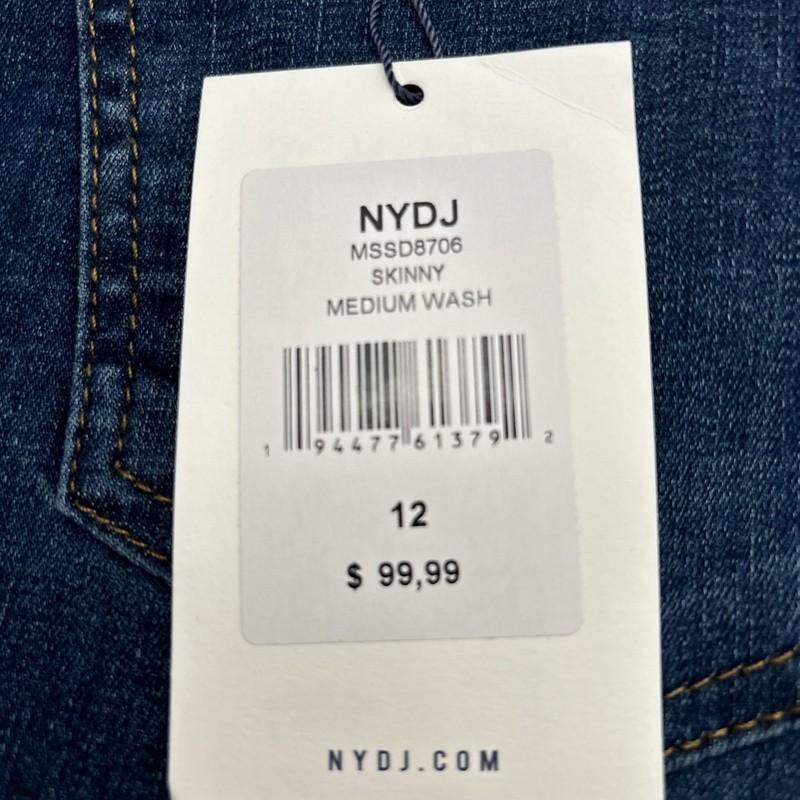 NYDJ
MSSD8706
SKINNY
MEDIUM WASH
1 94477 61379 2
12
$ 99,99
NYDJ.COM